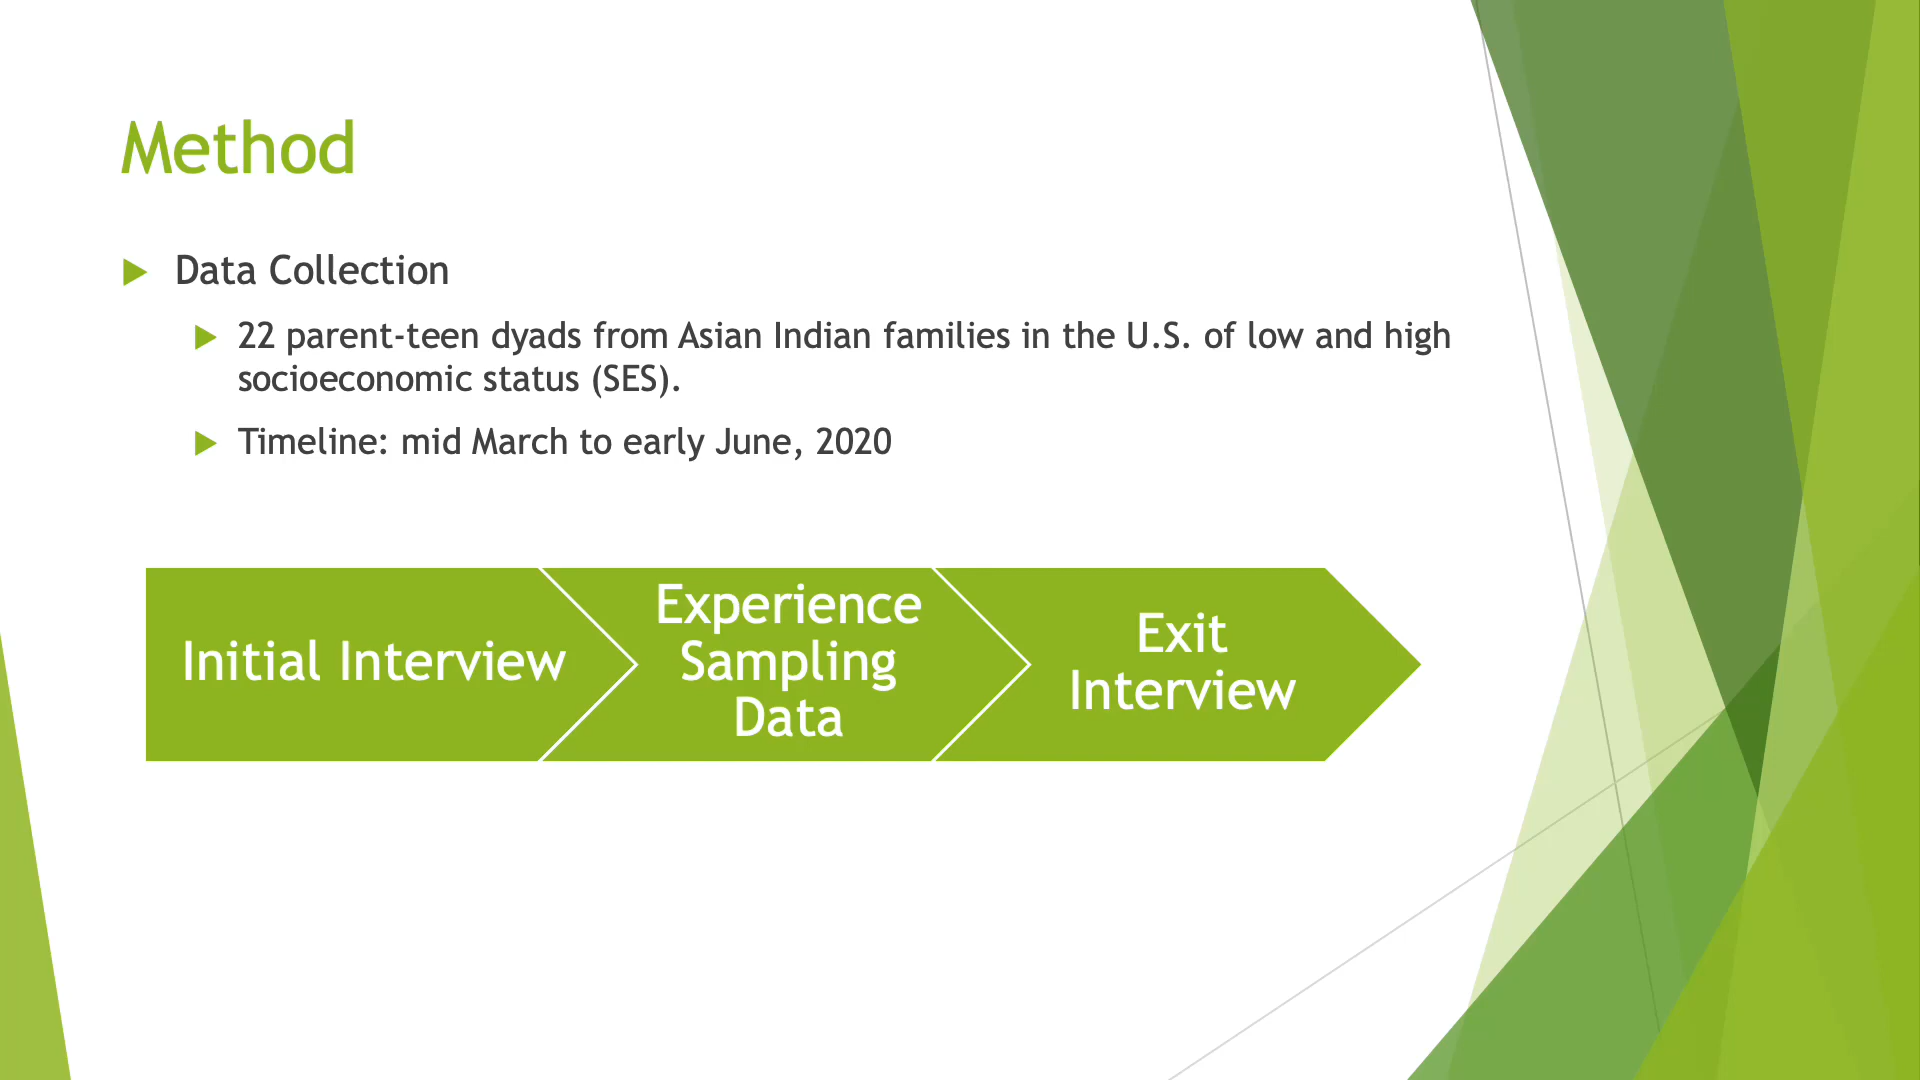 Method
Data Collection
22 parent-teen dyads from Asian Indian families in the U.S. of low and high
socioeconomic status (SES).
Timeline: mid March to early June, 2020
Initial Interview
Experience
Sampling
Data
Exit
Interview